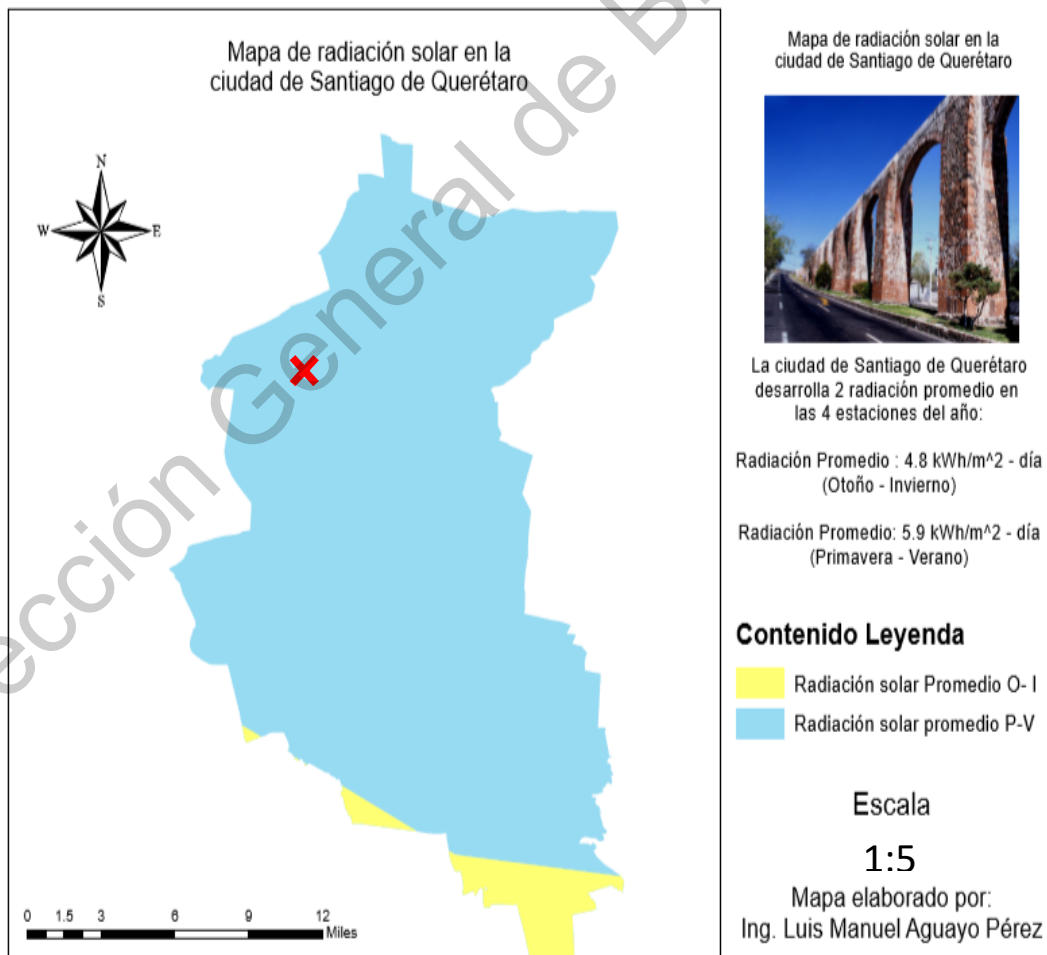 Mapa de radiación solar en la
ciudad de Santiago de Querétaro
N
W
E
S
0 1.5 3 6 9 12
Miles
Mapa de radiación solar en la
ciudad de Santiago de Querétaro
La ciudad de Santiago de Querétaro
desarrolla 2 radiación promedio en
las 4 estaciones del año:
Radiación Promedio : 4.8 kWh/m^2 - día
(Otoño - Invierno)
Radiación Promedio: 5.9 kWh/m^2 - día
(Primavera - Verano)
Contenido Leyenda
Radiación solar Promedio O- I
Radiación solar promedio P-V
Escala
1:5
Mapa elaborado por:
Ing. Luis Manuel Aguayo Pérez
ección General de B